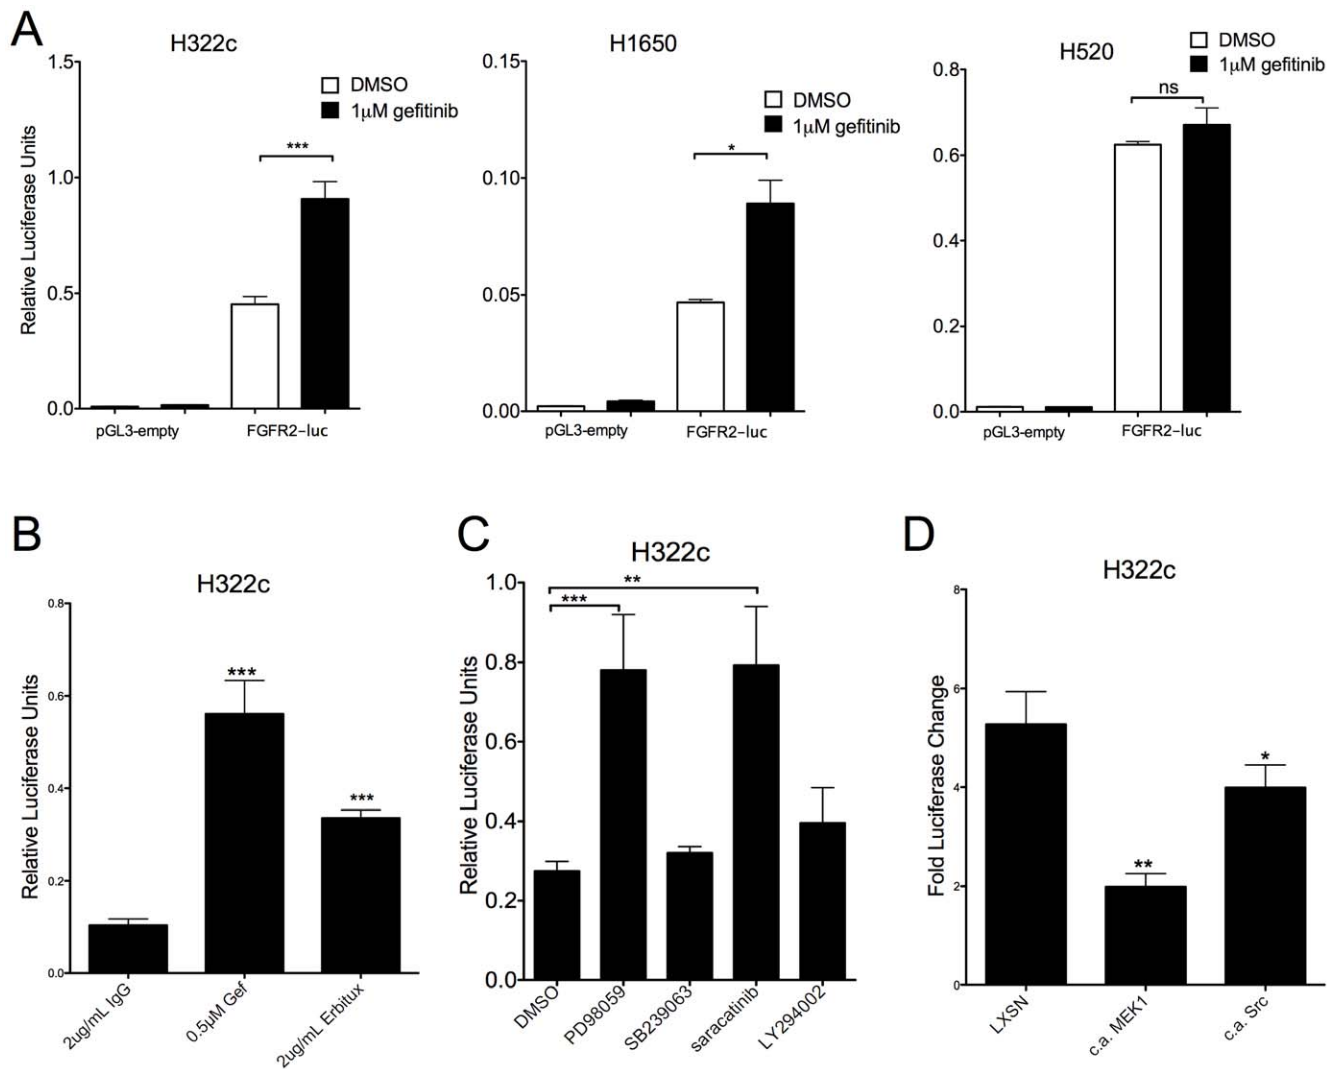 A
H322c
1.5
1.0
0.5
0.0
Relative Luciferase Units
DMSO
1µM gefitinib
***
pGL3-empty
FGFR2-luc
H1650
0.15
0.10
0.05
0.00
DMSO
1µM gefitinib
*
pGL3-empty
FGFR2-luc
H520
0.8
0.6
0.4
0.2
0.0
DMSO
1µM gefitinib
ns
pGL3-empty
FGFR2-luc
B
H322c
0.8
0.6
0.4
0.2
0.0
Relative Luciferase Units
***
***
2ug/mL IgG
0.5µM Gef
2ug/mL Erbitux
C
H322c
1.0
0.8
0.6
0.4
0.2
0.0
Relative Luciferase Units
**
***
DMSO
PD98059
SB239063
saracatinib
LY294002
D
H322c
8
6
4
2
0
Fold Luciferase Change
**
*
LXSN
c.a. MEK1
c.a. Src